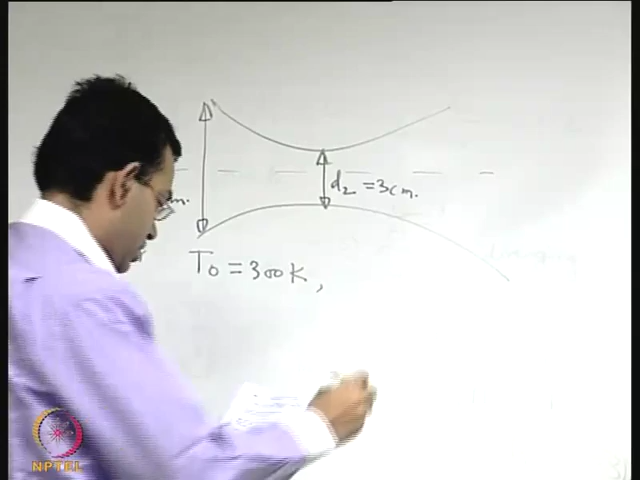 d₂ = 3cm.
m.
T₀ = 300K,
NPTEL